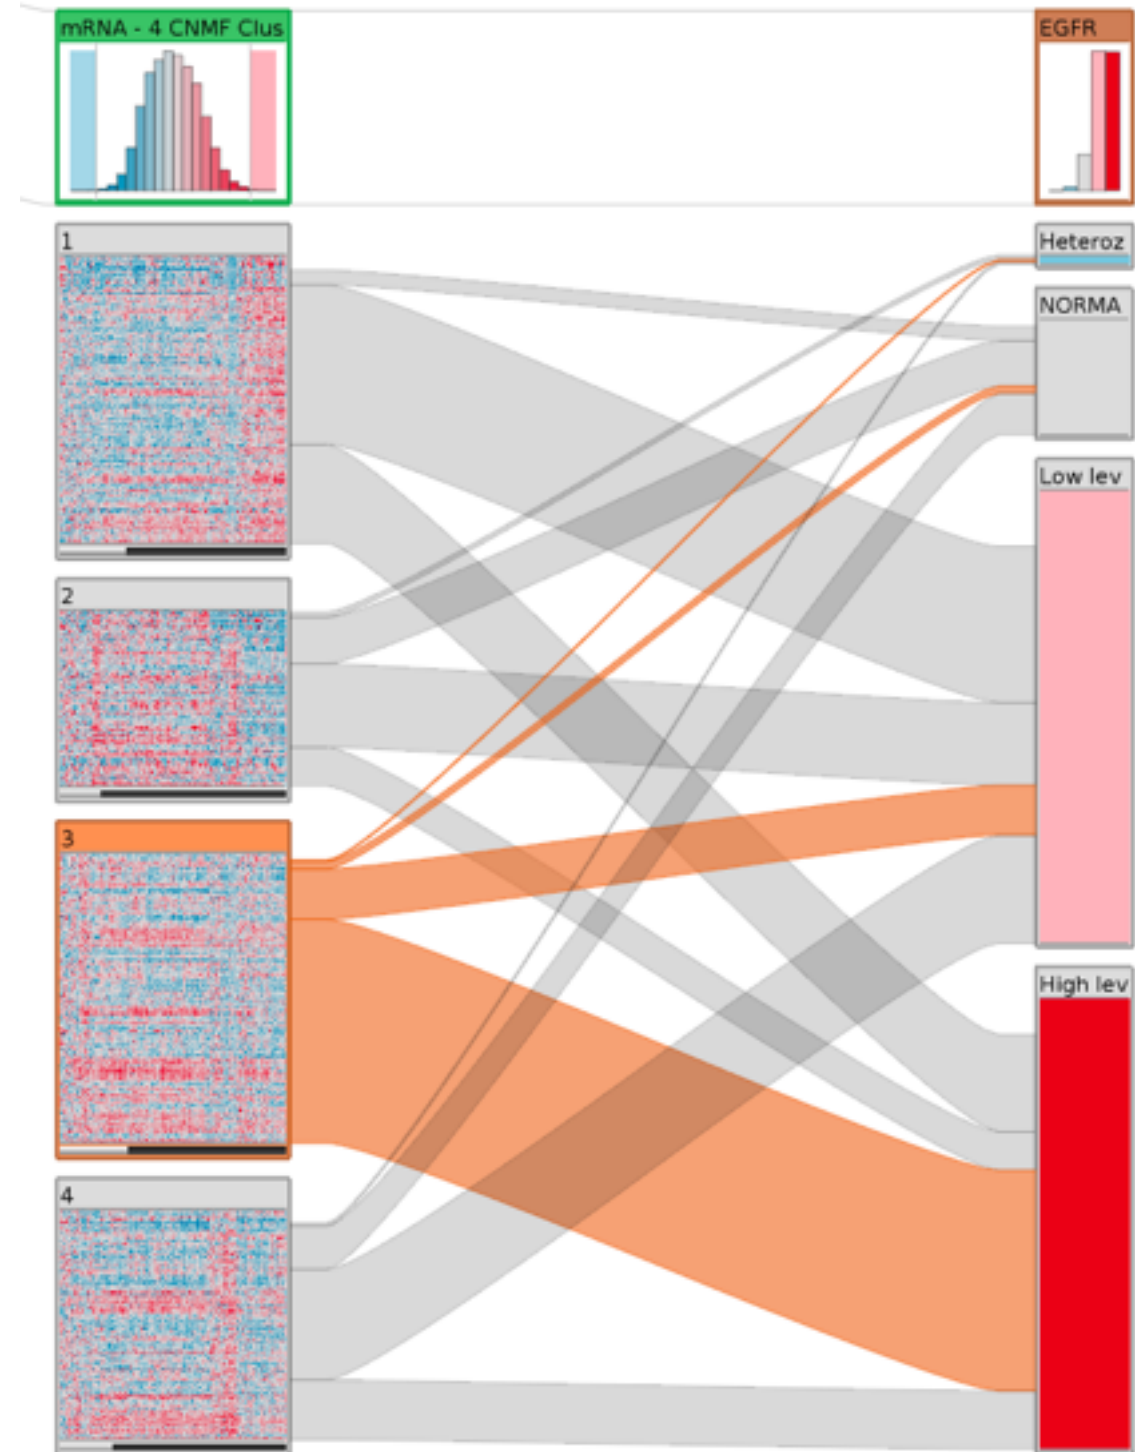 mRNA - 4 CNMF Clus
EGFR
1
Heteroz
NORMA
Low lev
2
3
High lev
4